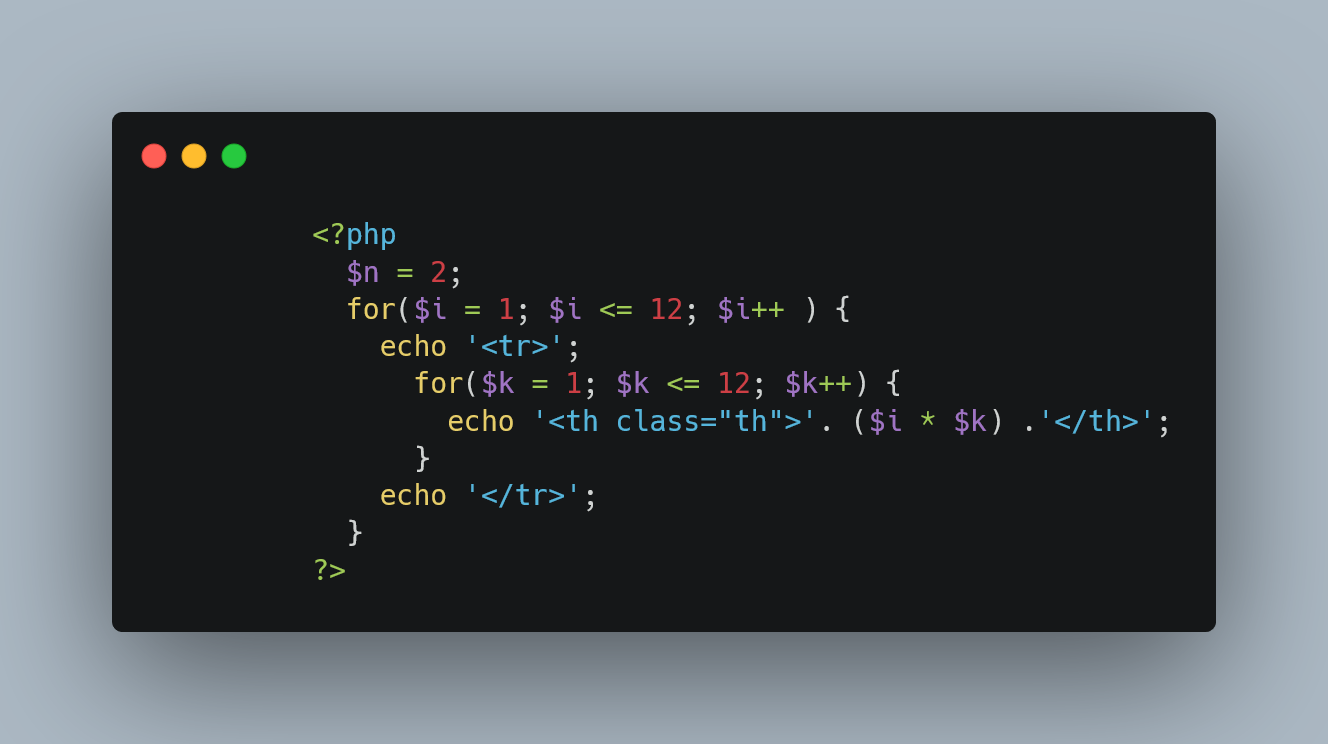 <?php
  $n = 2;
  for($i = 1; $i <= 12; $i++ ) {
    echo '<tr>';
      for($k = 1; $k <= 12; $k++) {
        echo '<th class="th">'. ($i * $k) .'</th>';
      }
    echo '</tr>';
  }
?>